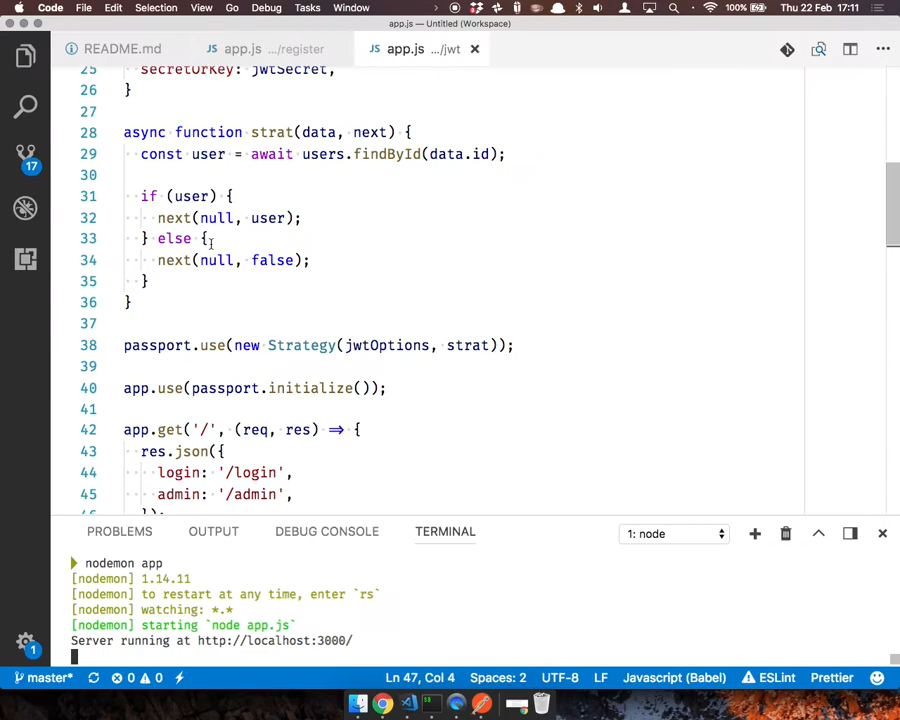 Code File Edit Selection View Go Debug Tasks Window 100% Thu 22 Feb 17:11
app.js — Untitled (Workspace)
README.md JS app.js .../register JS app.js .../jwt
25 secretOrKey: jwtSecret,
26 }
27
28 async function strat(data, next) {
29 const user = await users.findById(data.id);
30
31 if (user) {
32 next(null, user);
33 } else {
34 next(null, false);
35 }
36 }
37
38 passport.use(new Strategy(jwtOptions, strat));
39
40 app.use(passport.initialize());
41
42 app.get('/', (req, res) => {
43 res.json({
44 login: '/login',
45 admin: '/admin',
46 });
17
PROBLEMS OUTPUT DEBUG CONSOLE TERMINAL 1: node
nodemon app
[nodemon] 1.14.11
[nodemon] to restart at any time, enter `rs`
[nodemon] watching: *.*
[nodemon] starting `node app.js`
Server running at http://localhost:3000/
1
master* 0 0 Ln 47, Col 4 Spaces: 2 UTF-8 LF Javascript (Babel) ESLint Prettier